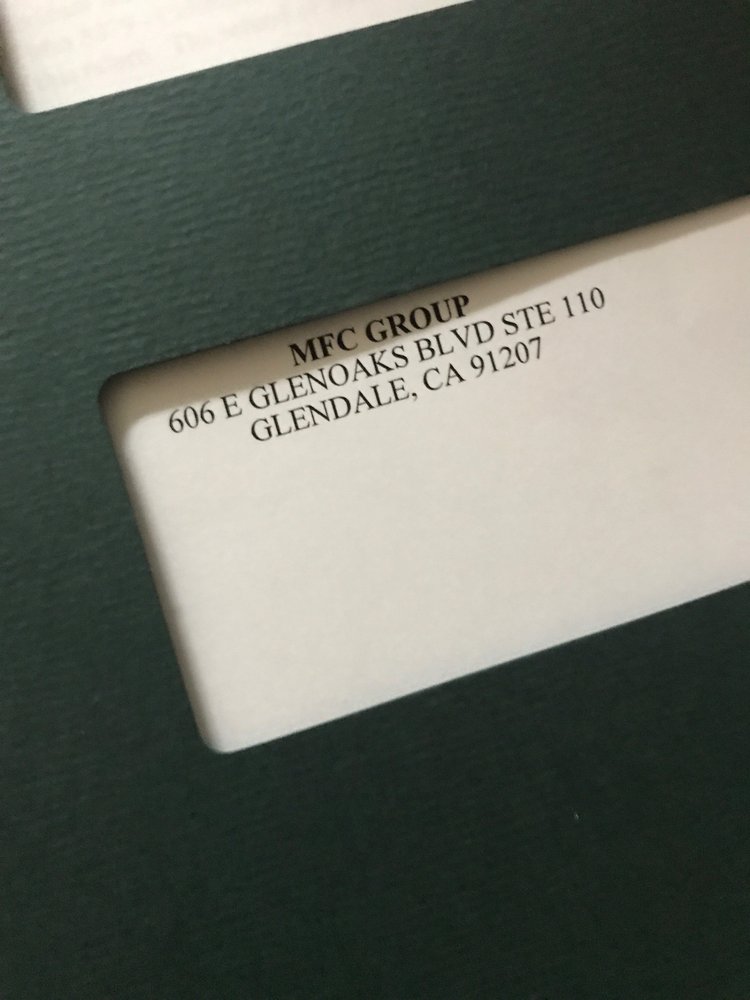 MFC GROUP
606 E GLENOAKS BLVD STE 110
GLENDALE, CA 91207